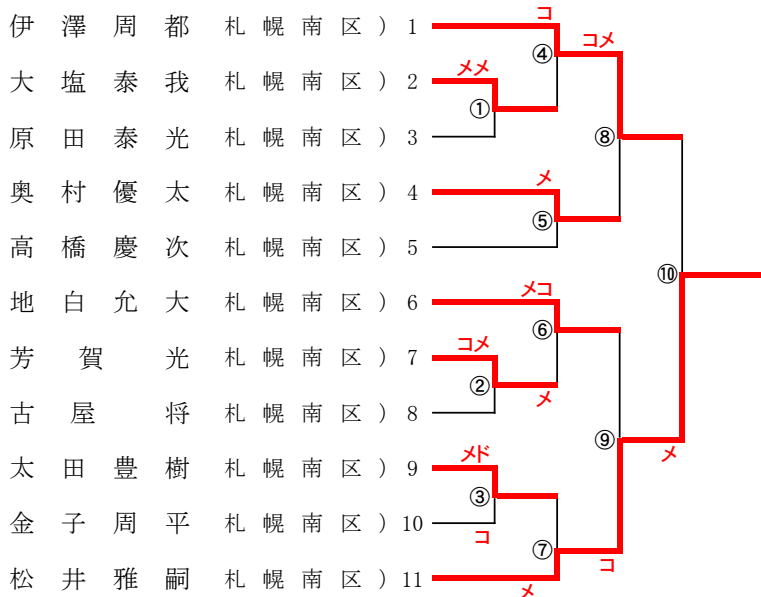 コ
伊澤周都 札幌南区) 1
④ コメ
大塩泰我 札幌南区) 2 メメ
①
原田泰光 札幌南区) 3 ⑧
奥村優太 札幌南区) 4 メ
⑤
高橋慶次 札幌南区) 5
⑩
地白允大 札幌南区) 6 メコ
⑥
芳賀 光 札幌南区) 7 コメ
② メ
古屋 将 札幌南区) 8
⑨ メ
太田豊樹 札幌南区) 9 メド
③
金子周平 札幌南区) 10 コ
⑦ コ
松井雅嗣 札幌南区) 11 メ